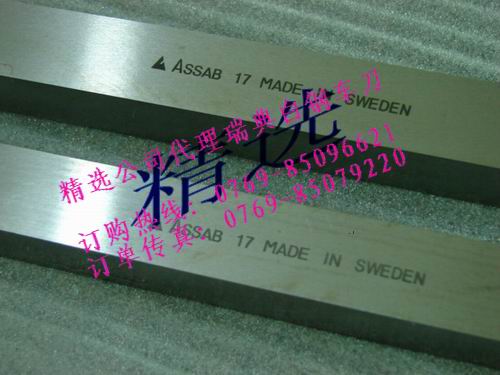 ASSAB 17 MADE IN SWEDEN
精选公司代理瑞典白钢车刀
精选
订购热线：0769-85096621
订单传真：0769-85079220
ASSAB 17 MADE IN SWEDEN